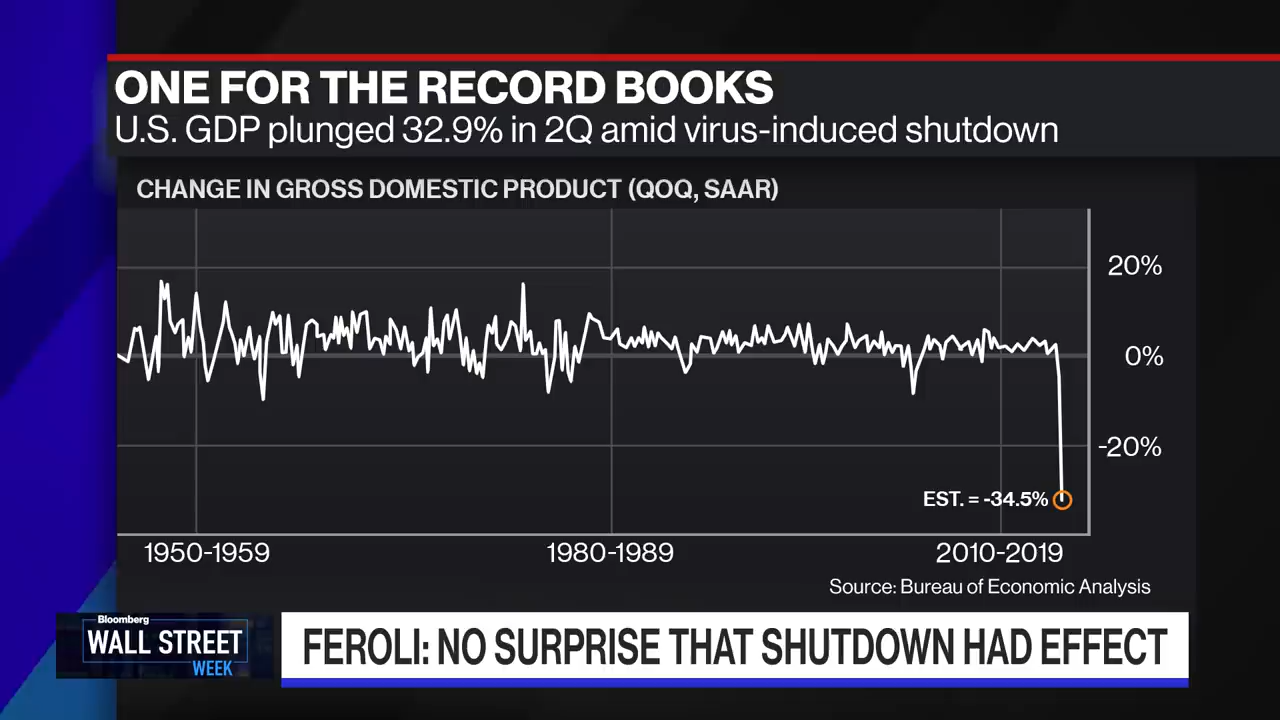 ONE FOR THE RECORD BOOKS
U.S. GDP plunged 32.9% in 2Q amid virus-induced shutdown
CHANGE IN GROSS DOMESTIC PRODUCT (QOQ, SAAR)
20%
0%
-20%
EST. = -34.5%
1950-1959 1980-1989 2010-2019
Source: Bureau of Economic Analysis
Bloomberg
WALL STREET
WEEK
FEROLI: NO SURPRISE THAT SHUTDOWN HAD EFFECT